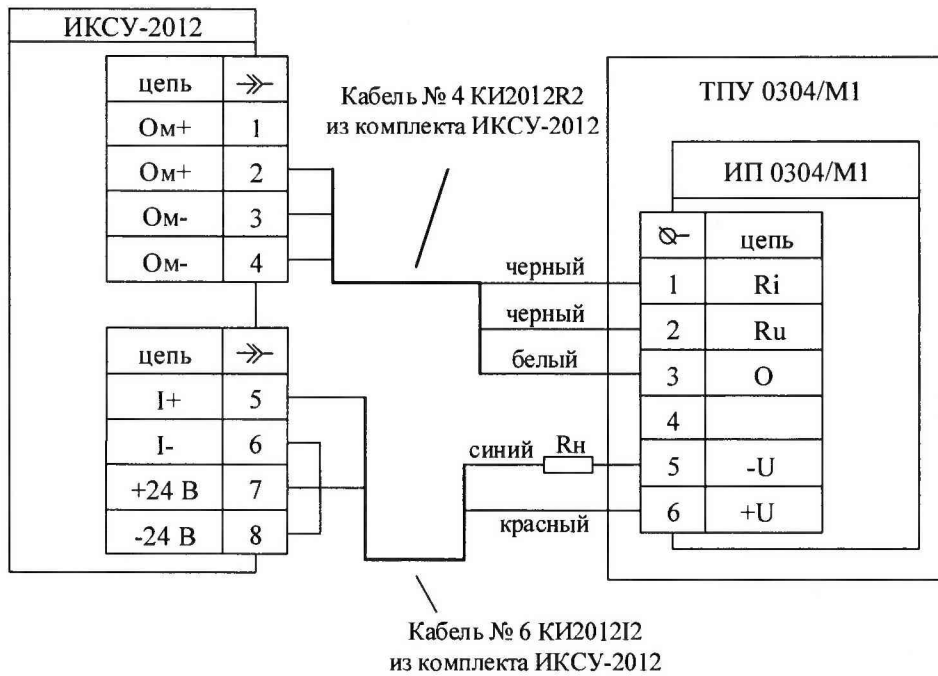 ИКСУ-2012
цепь
Ом+ 1
Ом+ 2
Ом- 3
Ом- 4
цепь
I+ 5
I- 6
+24 В 7
-24 В 8
Кабель № 4 КИ2012R2
из комплекта ИКСУ-2012
ТПУ 0304/М1
ИП 0304/М1
цепь
черный
1 Ri
черный
2 Ru
белый
3 O
4
синий Rн
5 -U
красный
6 +U
Кабель № 6 КИ2012I2
из комплекта ИКСУ-2012